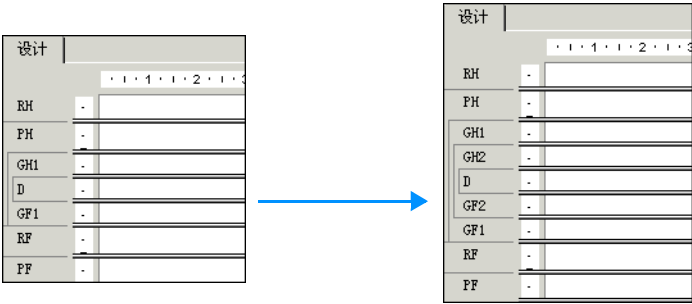 设计
· ı · 1 · ı · 2 · ı · 3
RH
PH
GH1
D
GF1
RF
PF
设计
· ı · 1 · ı · 2 · ı · 3
RH
PH
GH1
GH2
D
GF2
GF1
RF
PF